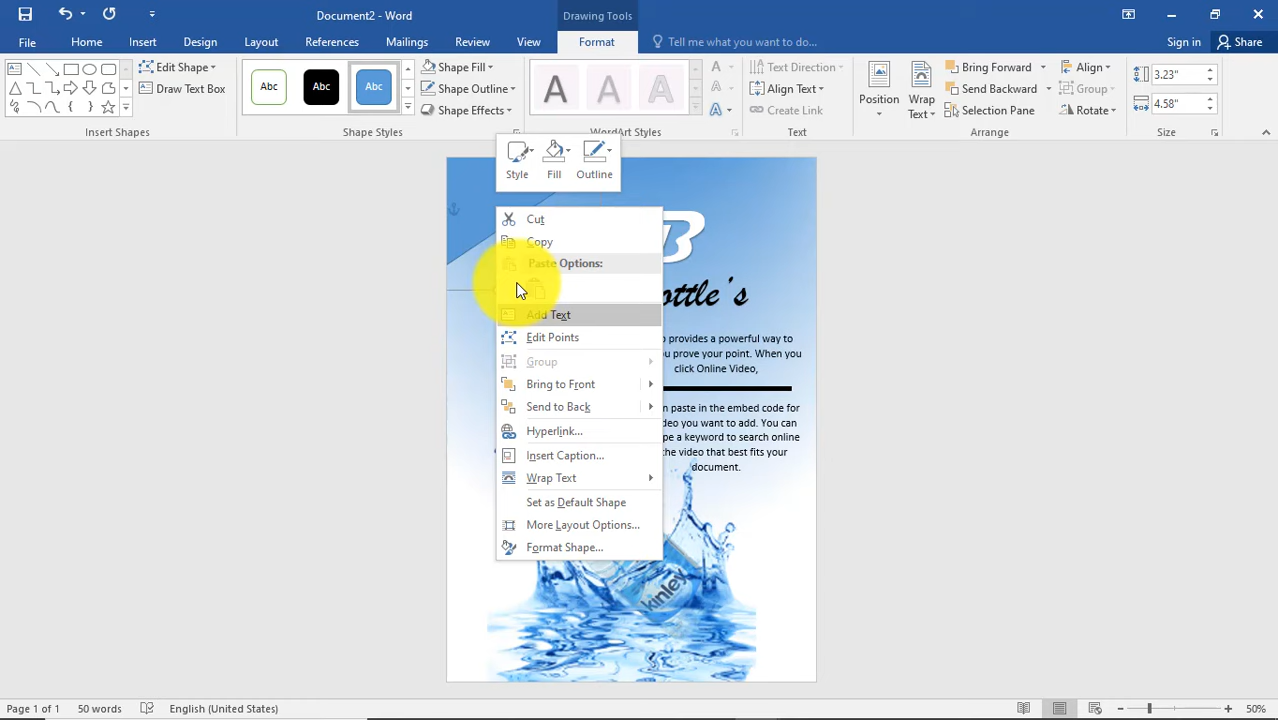 Document2 - Word
Drawing Tools
File Home Insert Design Layout References Mailings Review View Format Tell me what you want to do... Sign in Share
Edit Shape
Draw Text Box
Insert Shapes
Abc Abc Abc
Shape Fill
Shape Outline
Shape Effects
Shape Styles
A A A
WordArt Styles
Text Direction
Align Text
Create Link
Text
Position
Wrap Text
Bring Forward
Send Backward
Selection Pane
Align
Group
Rotate
Arrange
3.23"
4.58"
Size
Style Fill Outline
Cut
Copy
Paste Options:
Add Text
Edit Points
Group
Bring to Front
Send to Back
Hyperlink...
Insert Caption...
Wrap Text
Set as Default Shape
More Layout Options...
Format Shape...
B
ottle's
o provides a powerful way to
you prove your point. When you
click Online Video,
n paste in the embed code for
deo you want to add. You can
pe a keyword to search online
the video that best fits your
document.
kinley
Page 1 of 1 50 words English (United States) 50%